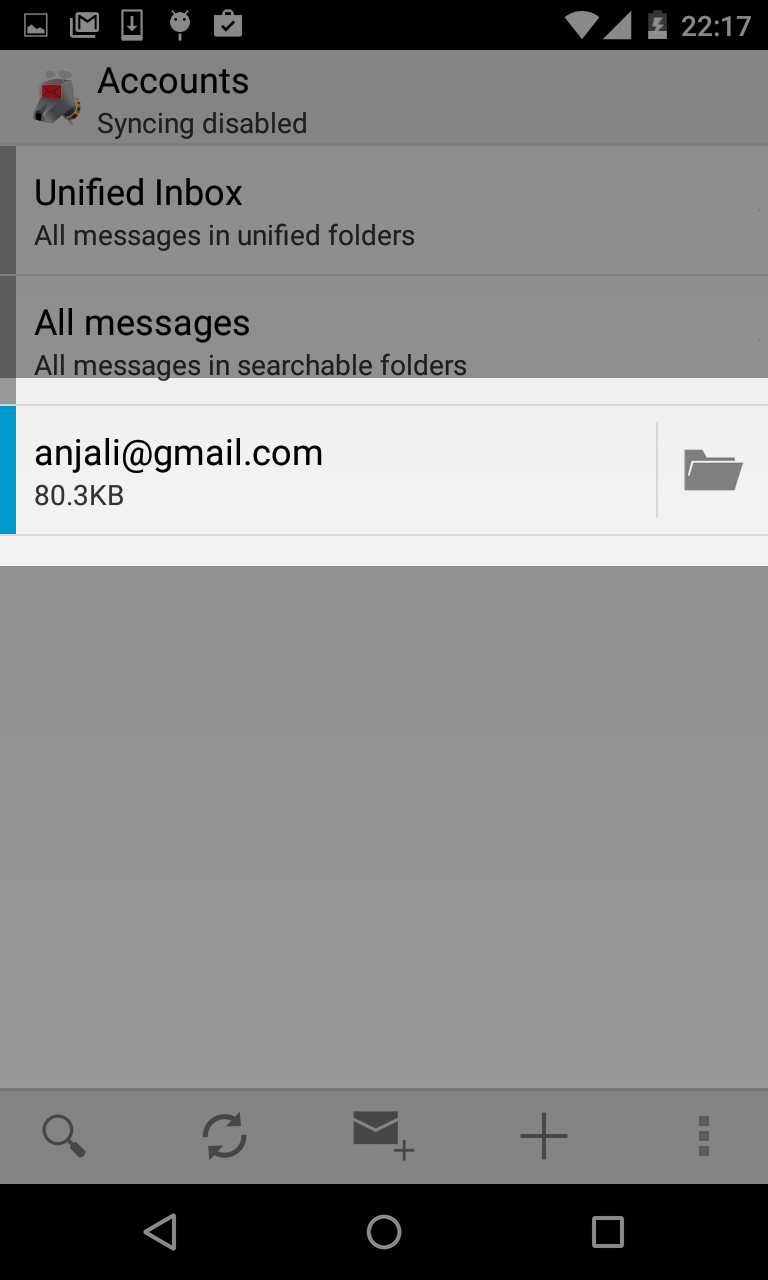 22:17
Accounts
Syncing disabled
Unified Inbox
All messages in unified folders
All messages
All messages in searchable folders
anjali@gmail.com
80.3KB